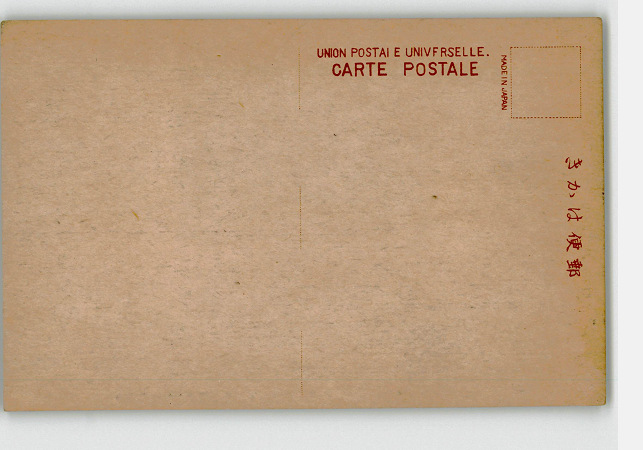 UNION POSTAI E UNIVFRSELLE.
CARTE POSTALE
MADE IN JAPAN
きかは便郵